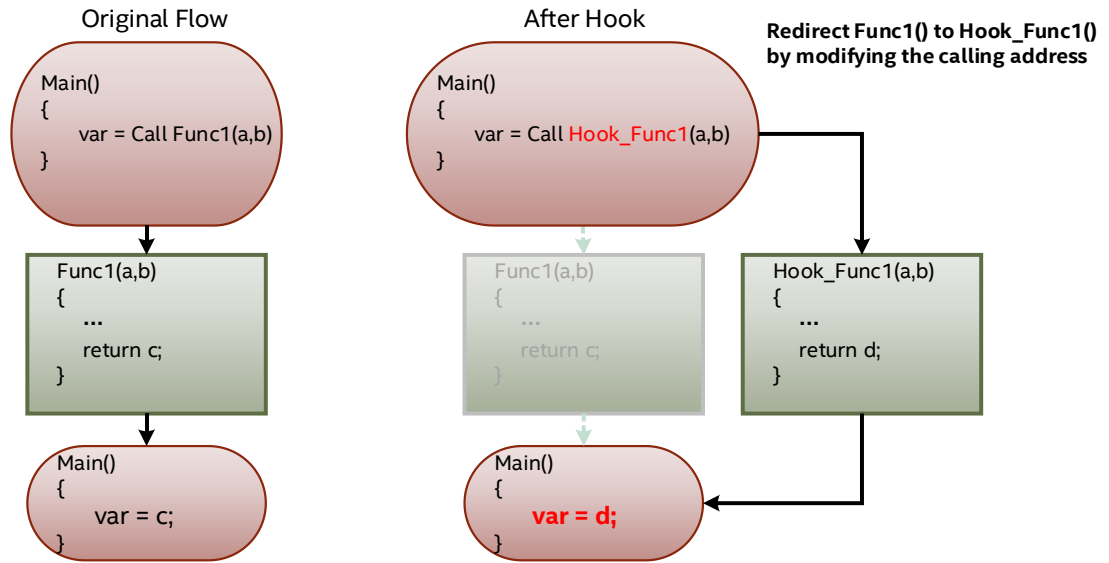 Original Flow
Main()
{
var = Call Func1(a,b)
}
Func1(a,b)
{
...
return c;
}
Main()
{
var = c;
}
After Hook
Redirect Func1() to Hook_Func1()
by modifying the calling address
Main()
{
var = Call Hook_Func1(a,b)
}
Func1(a,b)
{
...
return c;
}
Hook_Func1(a,b)
{
...
return d;
}
Main()
{
var = d;
}